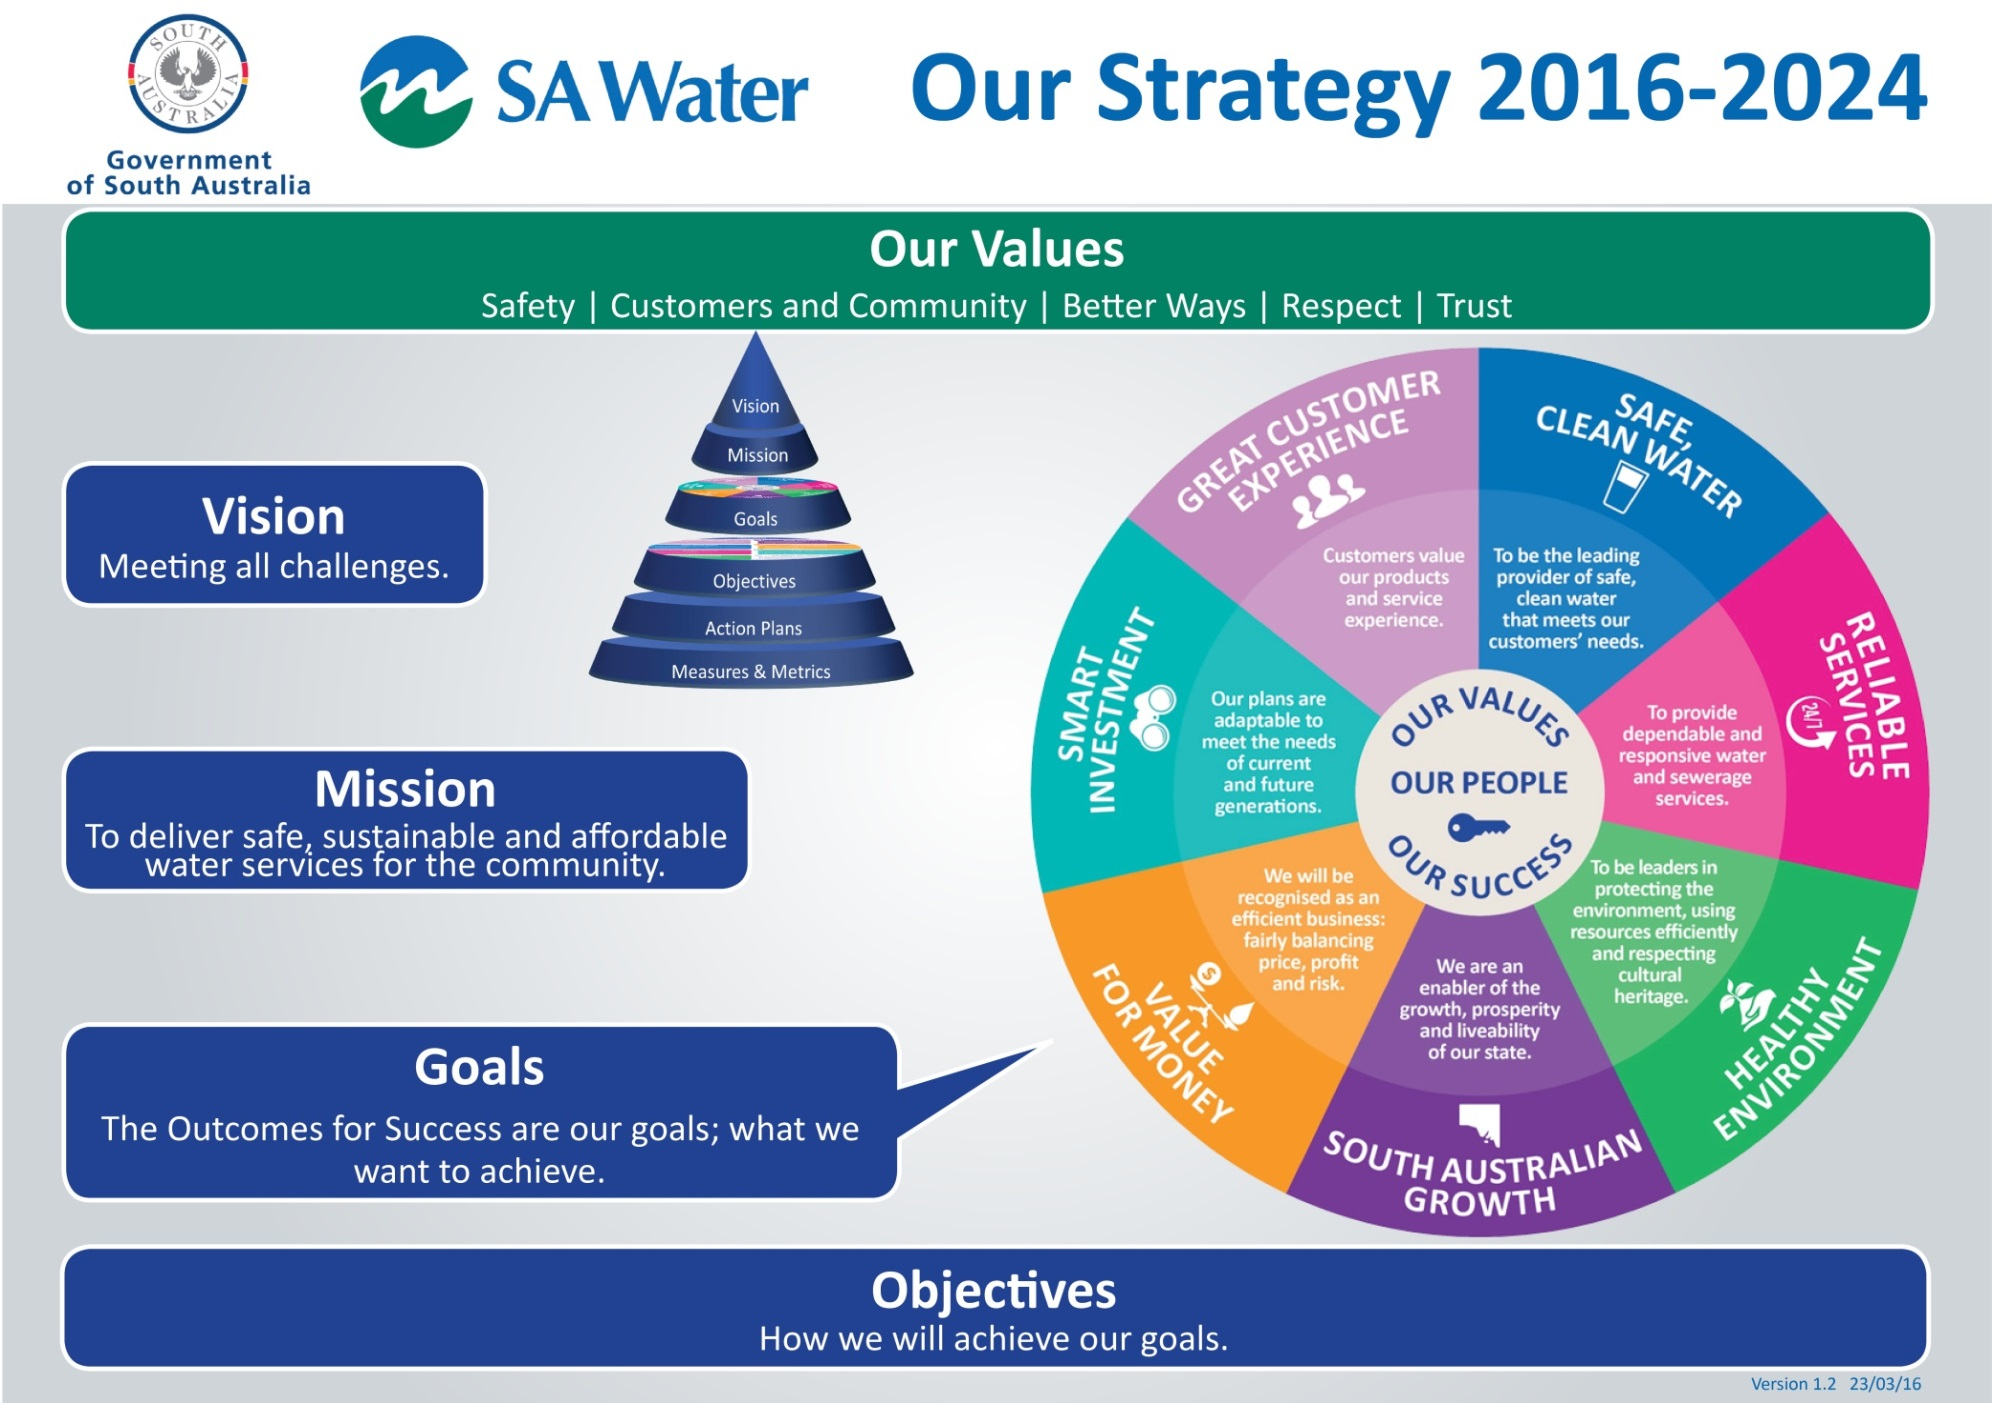 SOUTH
AUSTRALIA
Government
of South Australia
SA Water
Our Strategy 2016-2024
Our Values
Safety | Customers and Community | Better Ways | Respect | Trust
Vision
Mission
Goals
Objectives
Action Plans
Measures & Metrics
Vision
Meeting all challenges.
Mission
To deliver safe, sustainable and affordable
water services for the community.
Goals
The Outcomes for Success are our goals; what we
want to achieve.
GREAT CUSTOMER
EXPERIENCE
Customers value
our products
and service
experience.
SAFE,
CLEAN WATER
To be the leading
provider of safe,
clean water
that meets our
customers' needs.
RELIABLE
SERVICES
24/7
To provide
dependable and
responsive water
and sewerage
services.
HEALTHY
ENVIRONMENT
To be leaders in
protecting the
environment, using
resources efficiently
and respecting
cultural
heritage.
SOUTH AUSTRALIAN
GROWTH
We are an
enabler of the
growth, prosperity
and liveability
of our state.
VALUE
FOR MONEY
$
We will be
recognised as an
efficient business:
fairly balancing
price, profit
and risk.
SMART
INVESTMENT
Our plans are
adaptable to
meet the needs
of current
and future
generations.
OUR VALUES
OUR PEOPLE
OUR SUCCESS
Objectives
How we will achieve our goals.
Version 1.2 23/03/16